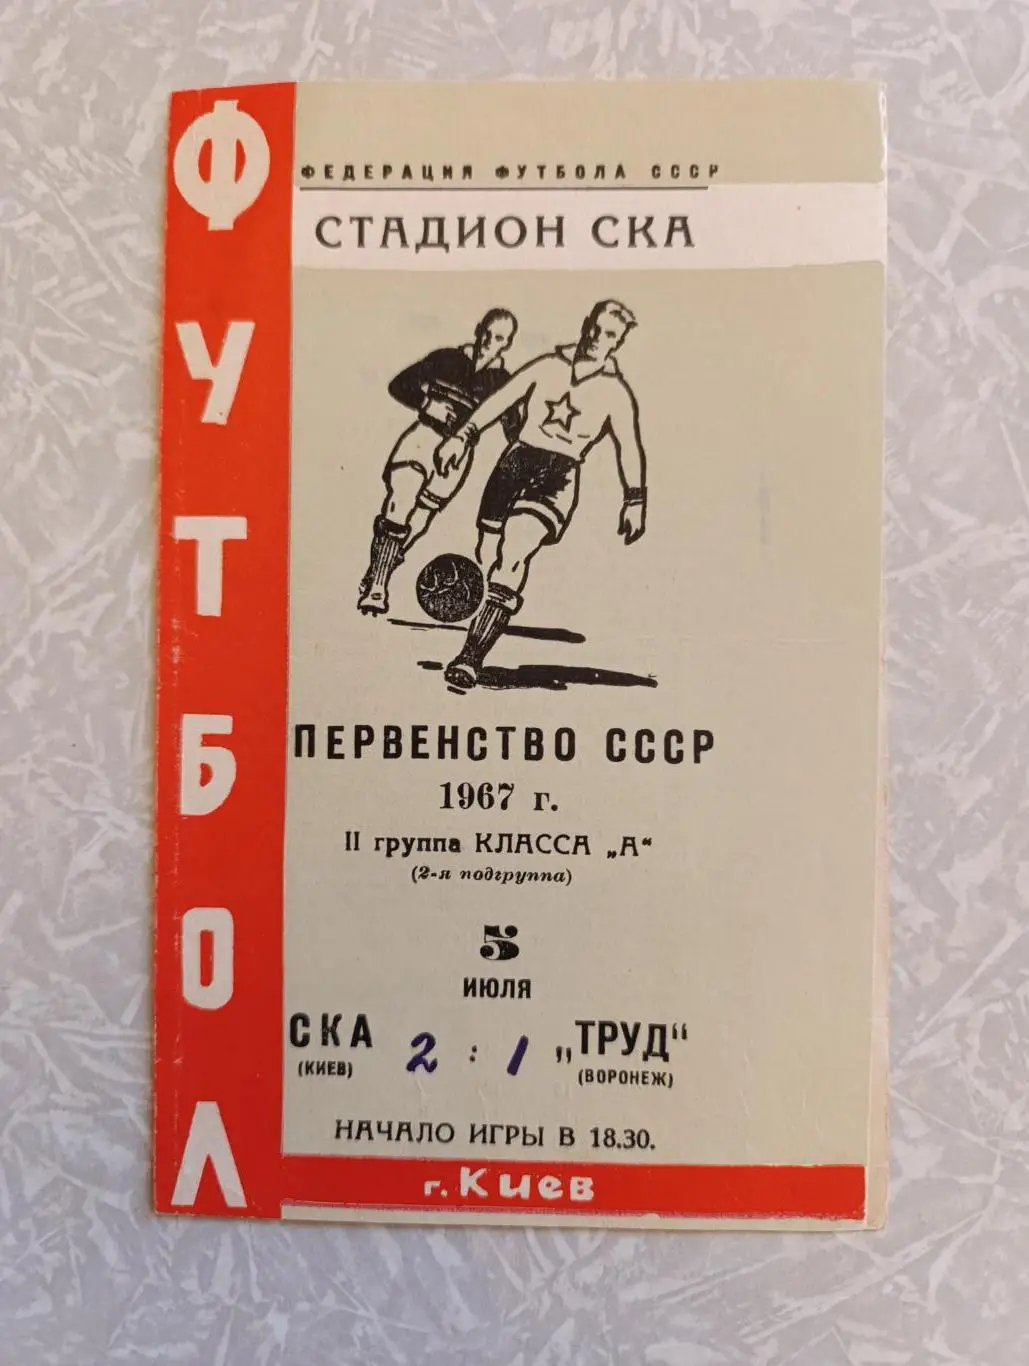 ФУТБОЛ
ФЕДЕРАЦИЯ ФУТБОЛА СССР
СТАДИОН СКА
ПЕРВЕНСТВО СССР
1967 г.
II группа КЛАССА „А“
(2-я подгруппа)
5
ИЮЛЯ
СКА 2 : 1 „ТРУД“
(КИЕВ) (ВОРОНЕЖ)
НАЧАЛО ИГРЫ В 18.30.
г. Киев